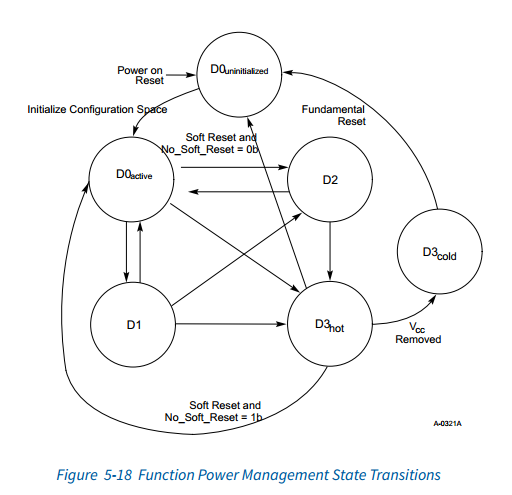 D0uninitialized
Power on
Reset
Initialize Configuration Space
Fundamental
Reset
Soft Reset and
No_Soft_Reset = 0b
D0active
D2
D3cold
D1
D3hot
Vcc
Removed
Soft Reset and
No_Soft_Reset = 1b
A-0321A
Figure 5-18 Function Power Management State Transitions